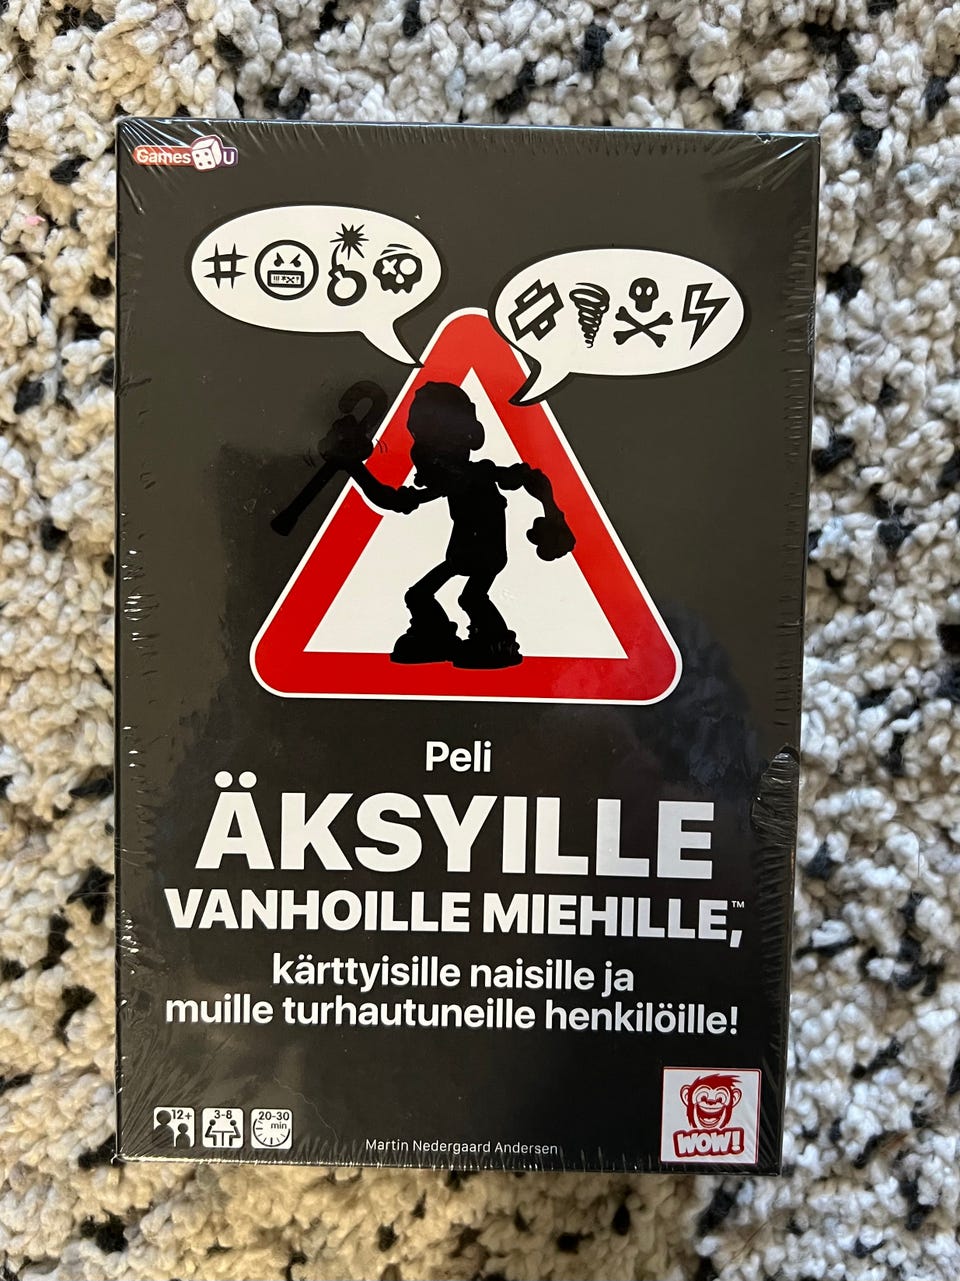 Games U
Peli
ÄKSYILLE
VANHOILLE MIEHILLE,™
kärttyisille naisille ja
muille turhautuneille henkilöille!
12+
3-8
20-30
min
Martin Nedergaard Andersen
WOW!